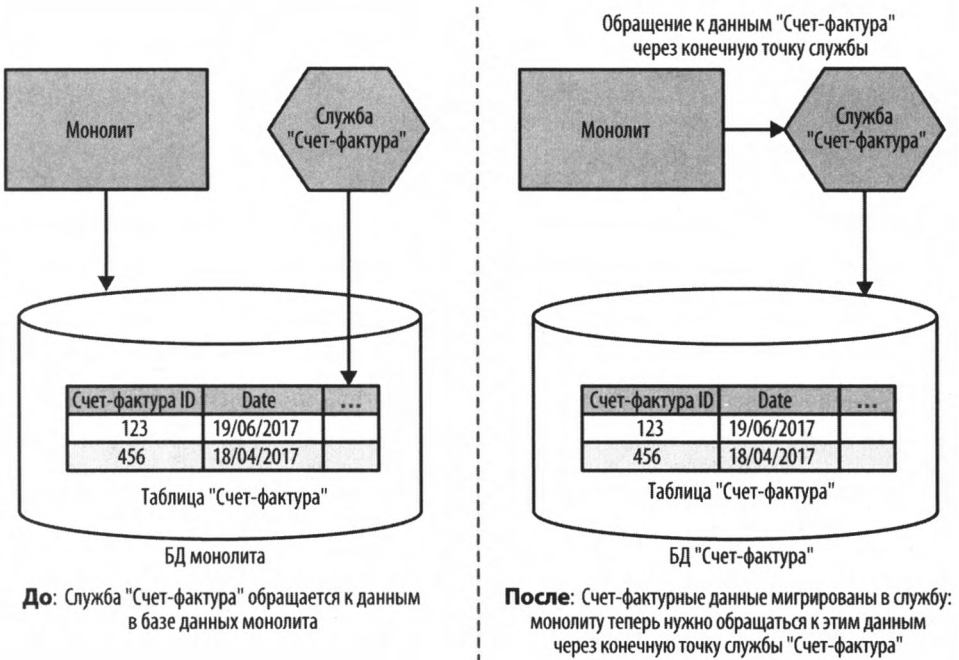 Монолит
Служба
"Счет-фактура"
Счет-фактура ID Date ...
123 19/06/2017
456 18/04/2017
Таблица "Счет-фактура"
БД монолита
До: Служба "Счет-фактура" обращается к данным
в базе данных монолита
Обращение к данным "Счет-фактура"
через конечную точку службы
Монолит
Служба
"Счет-фактура"
Счет-фактура ID Date ...
123 19/06/2017
456 18/04/2017
Таблица "Счет-фактура"
БД "Счет-фактура"
После: Счет-фактурные данные мигрированы в службу:
монолиту теперь нужно обращаться к этим данным
через конечную точку службы "Счет-фактура"